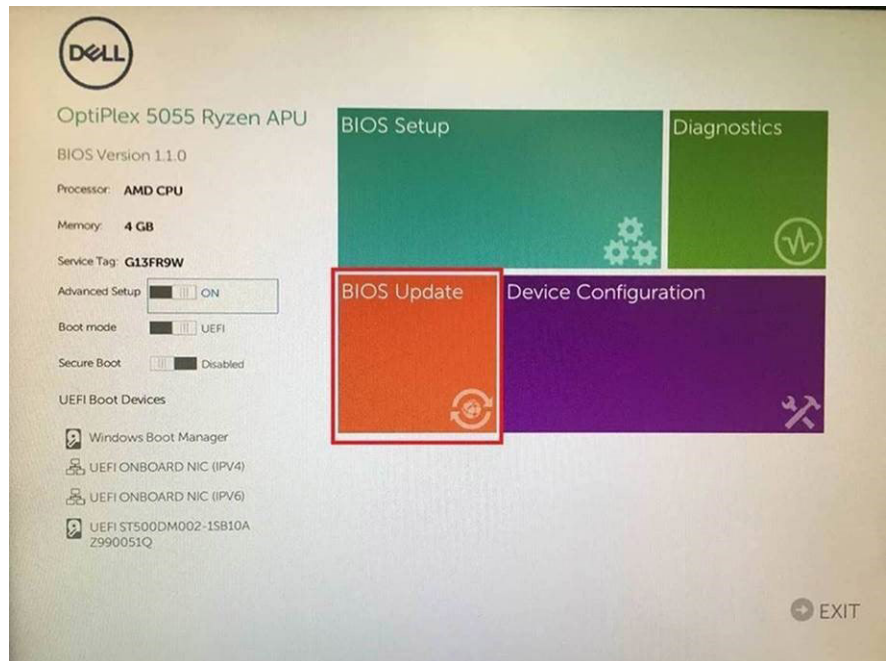 DELL
OptiPlex 5055 Ryzen APU
BIOS Version 1.1.0
Processor: AMD CPU
Memory: 4 GB
Service Tag: G13FR9W
Advanced Setup ON
Boot mode UEFI
Secure Boot Disabled
UEFI Boot Devices
Windows Boot Manager
UEFI ONBOARD NIC (IPV4)
UEFI ONBOARD NIC (IPV6)
UEFI ST500DM002-1SB10A
Z990051Q
BIOS Setup
Diagnostics
BIOS Update
Device Configuration
EXIT